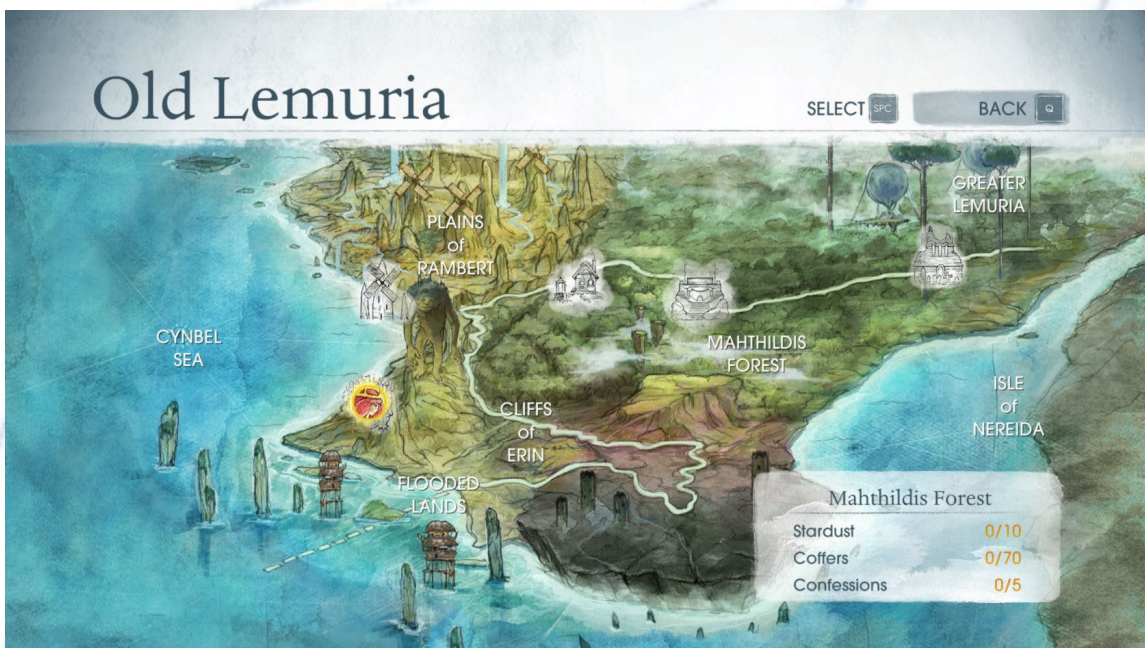 Old Lemuria
SELECT SPC
BACK Q
GREATER
LEMURIA
PLAINS
of
RAMBERT
CYNBEL
SEA
MAHTHILDIS
FOREST
ISLE
of
NEREIDA
CLIFFS
of
ERIN
FLOODED
LANDS
Mahthildis Forest
Stardust 0/10
Coffers 0/70
Confessions 0/5